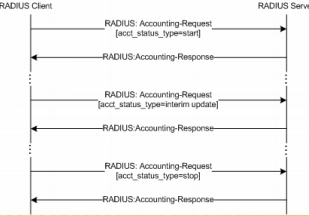 RADIUS Client
RADIUS Serve
RADIUS: Accounting-Request
[acct_status_type=start]
RADIUS:Accounting-Response
RADIUS: Accounting-Request
[acct_status_type=interim update]
RADIUS:Accounting-Response
RADIUS: Accounting-Request
[acct_status_type=stop]
RADIUS:Accounting-Response